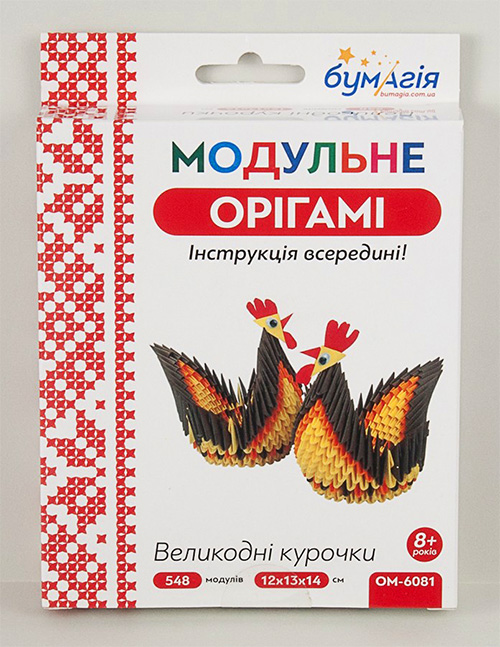 бумагія
bumagia.com.ua
МОДУЛЬНЕ
ОРІГАМІ
Інструкція всередині!
Великодні курочки
8+
років
548 модулів 12х13х14 см
ОМ-6081